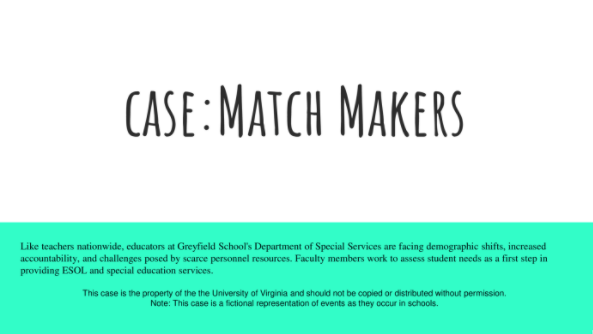 case: Match Makers
Like teachers nationwide, educators at Greyfield School's Department of Special Services are facing demographic shifts, increased
accountability, and challenges posed by scarce personnel resources. Faculty members work to assess student needs as a first step in
providing ESOL and special education services.
This case is the property of the the University of Virginia and should not be copied or distributed without permission.
Note: This case is a fictional representation of events as they occur in schools.